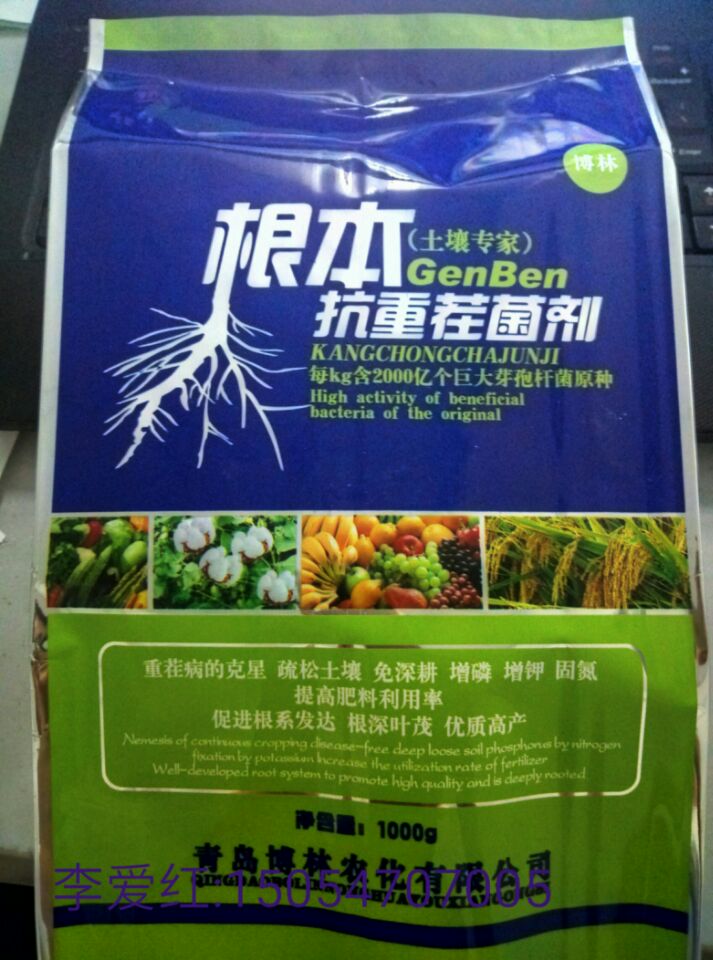 博林
根本
（土壤专家）
GenBen
抗重茬菌剂
KANGCHONGCHAJUNJI
每kg含2000亿个巨大芽孢杆菌原种
High activity of beneficial
bacteria of the original
重茬病的克星 疏松土壤 免深耕 增磷 增钾 固氮
提高肥料利用率
促进根系发达 根深叶茂 优质高产
Nemesis of continuous cropping disease-free deep loose soil phosphorus by nitrogen
fixation by potassium Increase the utilization rate of fertilizer
Well-developed root system to promote high quality and is deeply rooted
净含量：1000g
青岛博林农化有限公司
李爱红:15054707005